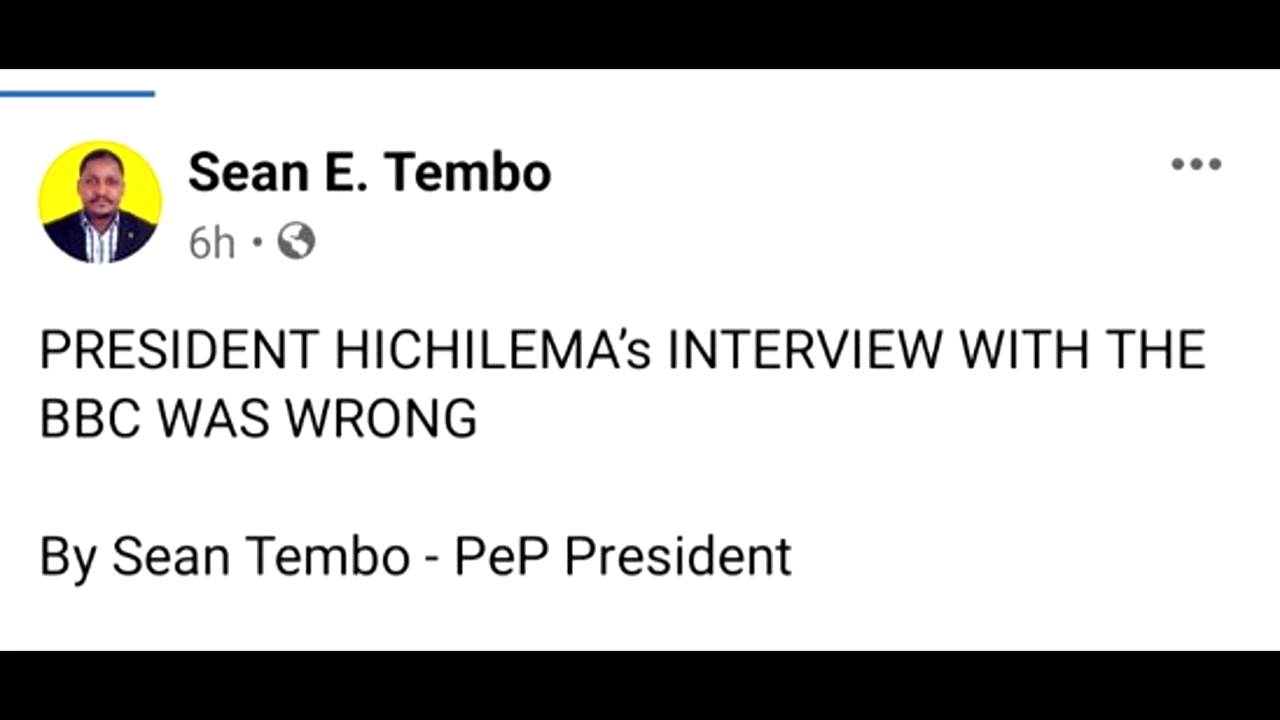 Sean E. Tembo
6h •
PRESIDENT HICHILEMA’s INTERVIEW WITH THE
BBC WAS WRONG
By Sean Tembo - PeP President